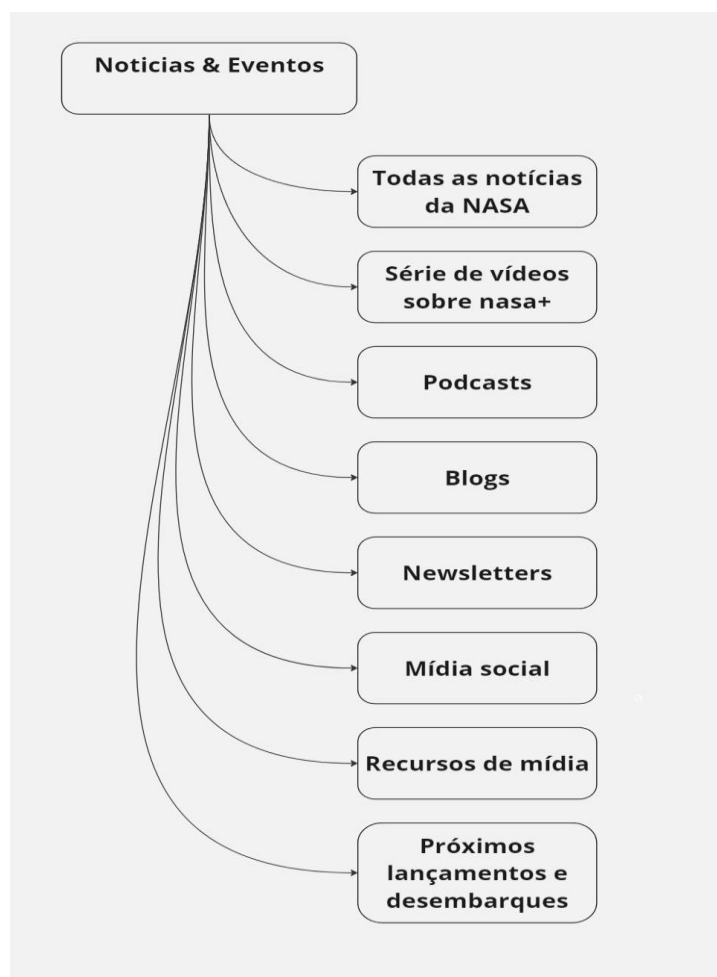 Noticias & Eventos
Todas as notícias
da NASA
Série de vídeos
sobre nasa+
Podcasts
Blogs
Newsletters
Mídia social
Recursos de mídia
Próximos
lançamentos e
desembarques